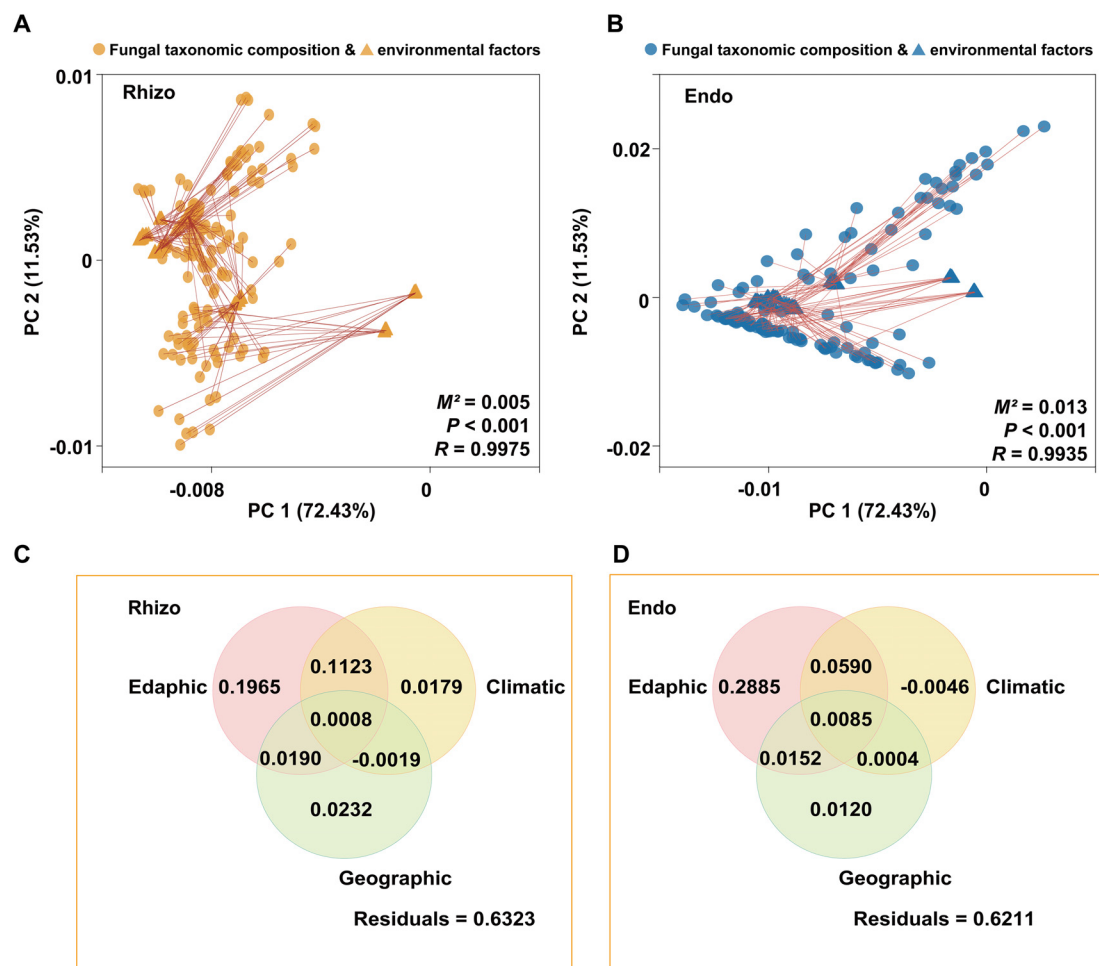 A
Fungal taxonomic composition & environmental factors
0.01
Rhizo
0
-0.01
PC 2 (11.53%)
M² = 0.005
P < 0.001
R = 0.9975
-0.008
0
PC 1 (72.43%)
B
Fungal taxonomic composition & environmental factors
Endo
0.02
0
-0.02
PC 2 (11.53%)
M² = 0.013
P < 0.001
R = 0.9935
-0.01
0
PC 1 (72.43%)
C
Rhizo
0.1123
Edaphic 0.1965 0.0179 Climatic
0.0008
0.0190 -0.0019
0.0232
Geographic
Residuals = 0.6323
D
Endo
0.0590
Edaphic 0.2885 -0.0046 Climatic
0.0085
0.0152 0.0004
0.0120
Geographic
Residuals = 0.6211